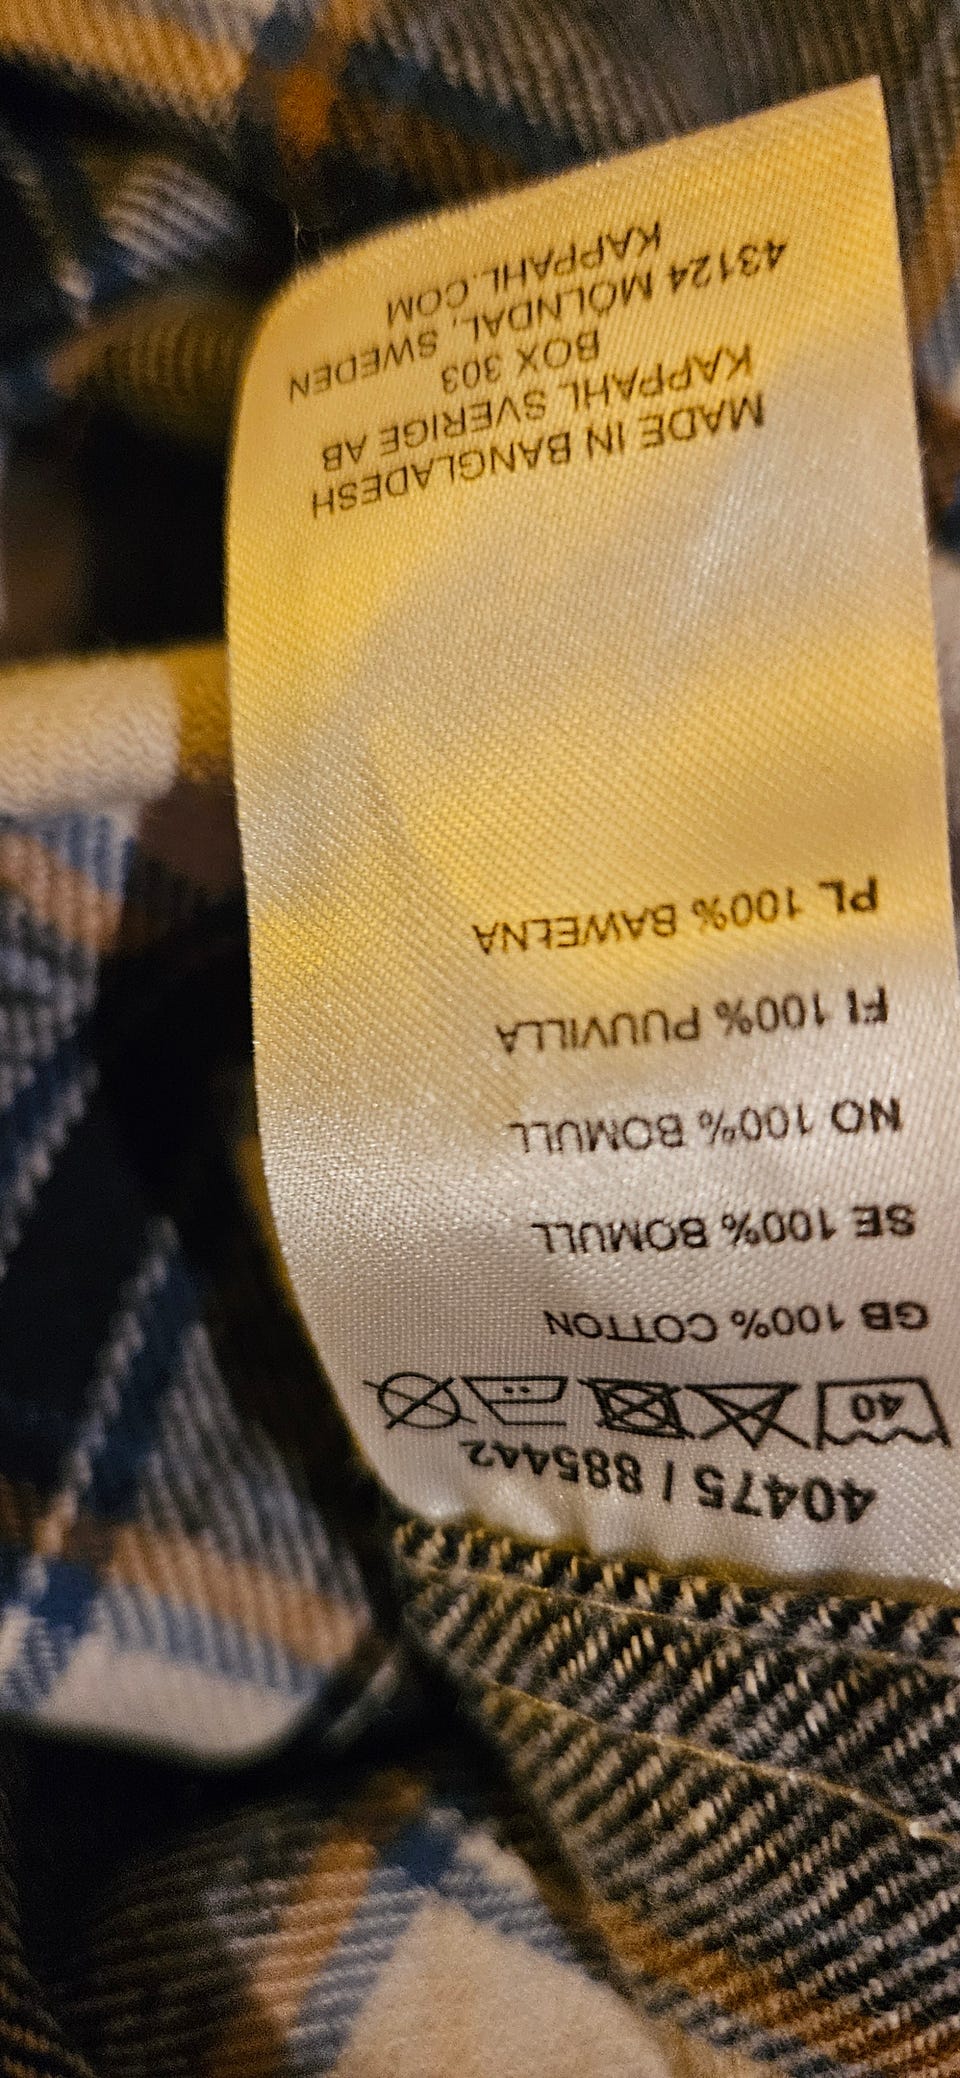 40475 / 885442
40
GB 100% COTTON
SE 100% BOMULL
NO 100% BOMULL
FI 100% PUUVILLA
PL 100% BAWEŁNA
MADE IN BANGLADESH
KAPPAHL SVERIGE AB
BOX 303
43124 MÖLNDAL, SWEDEN
KAPPAHL.COM